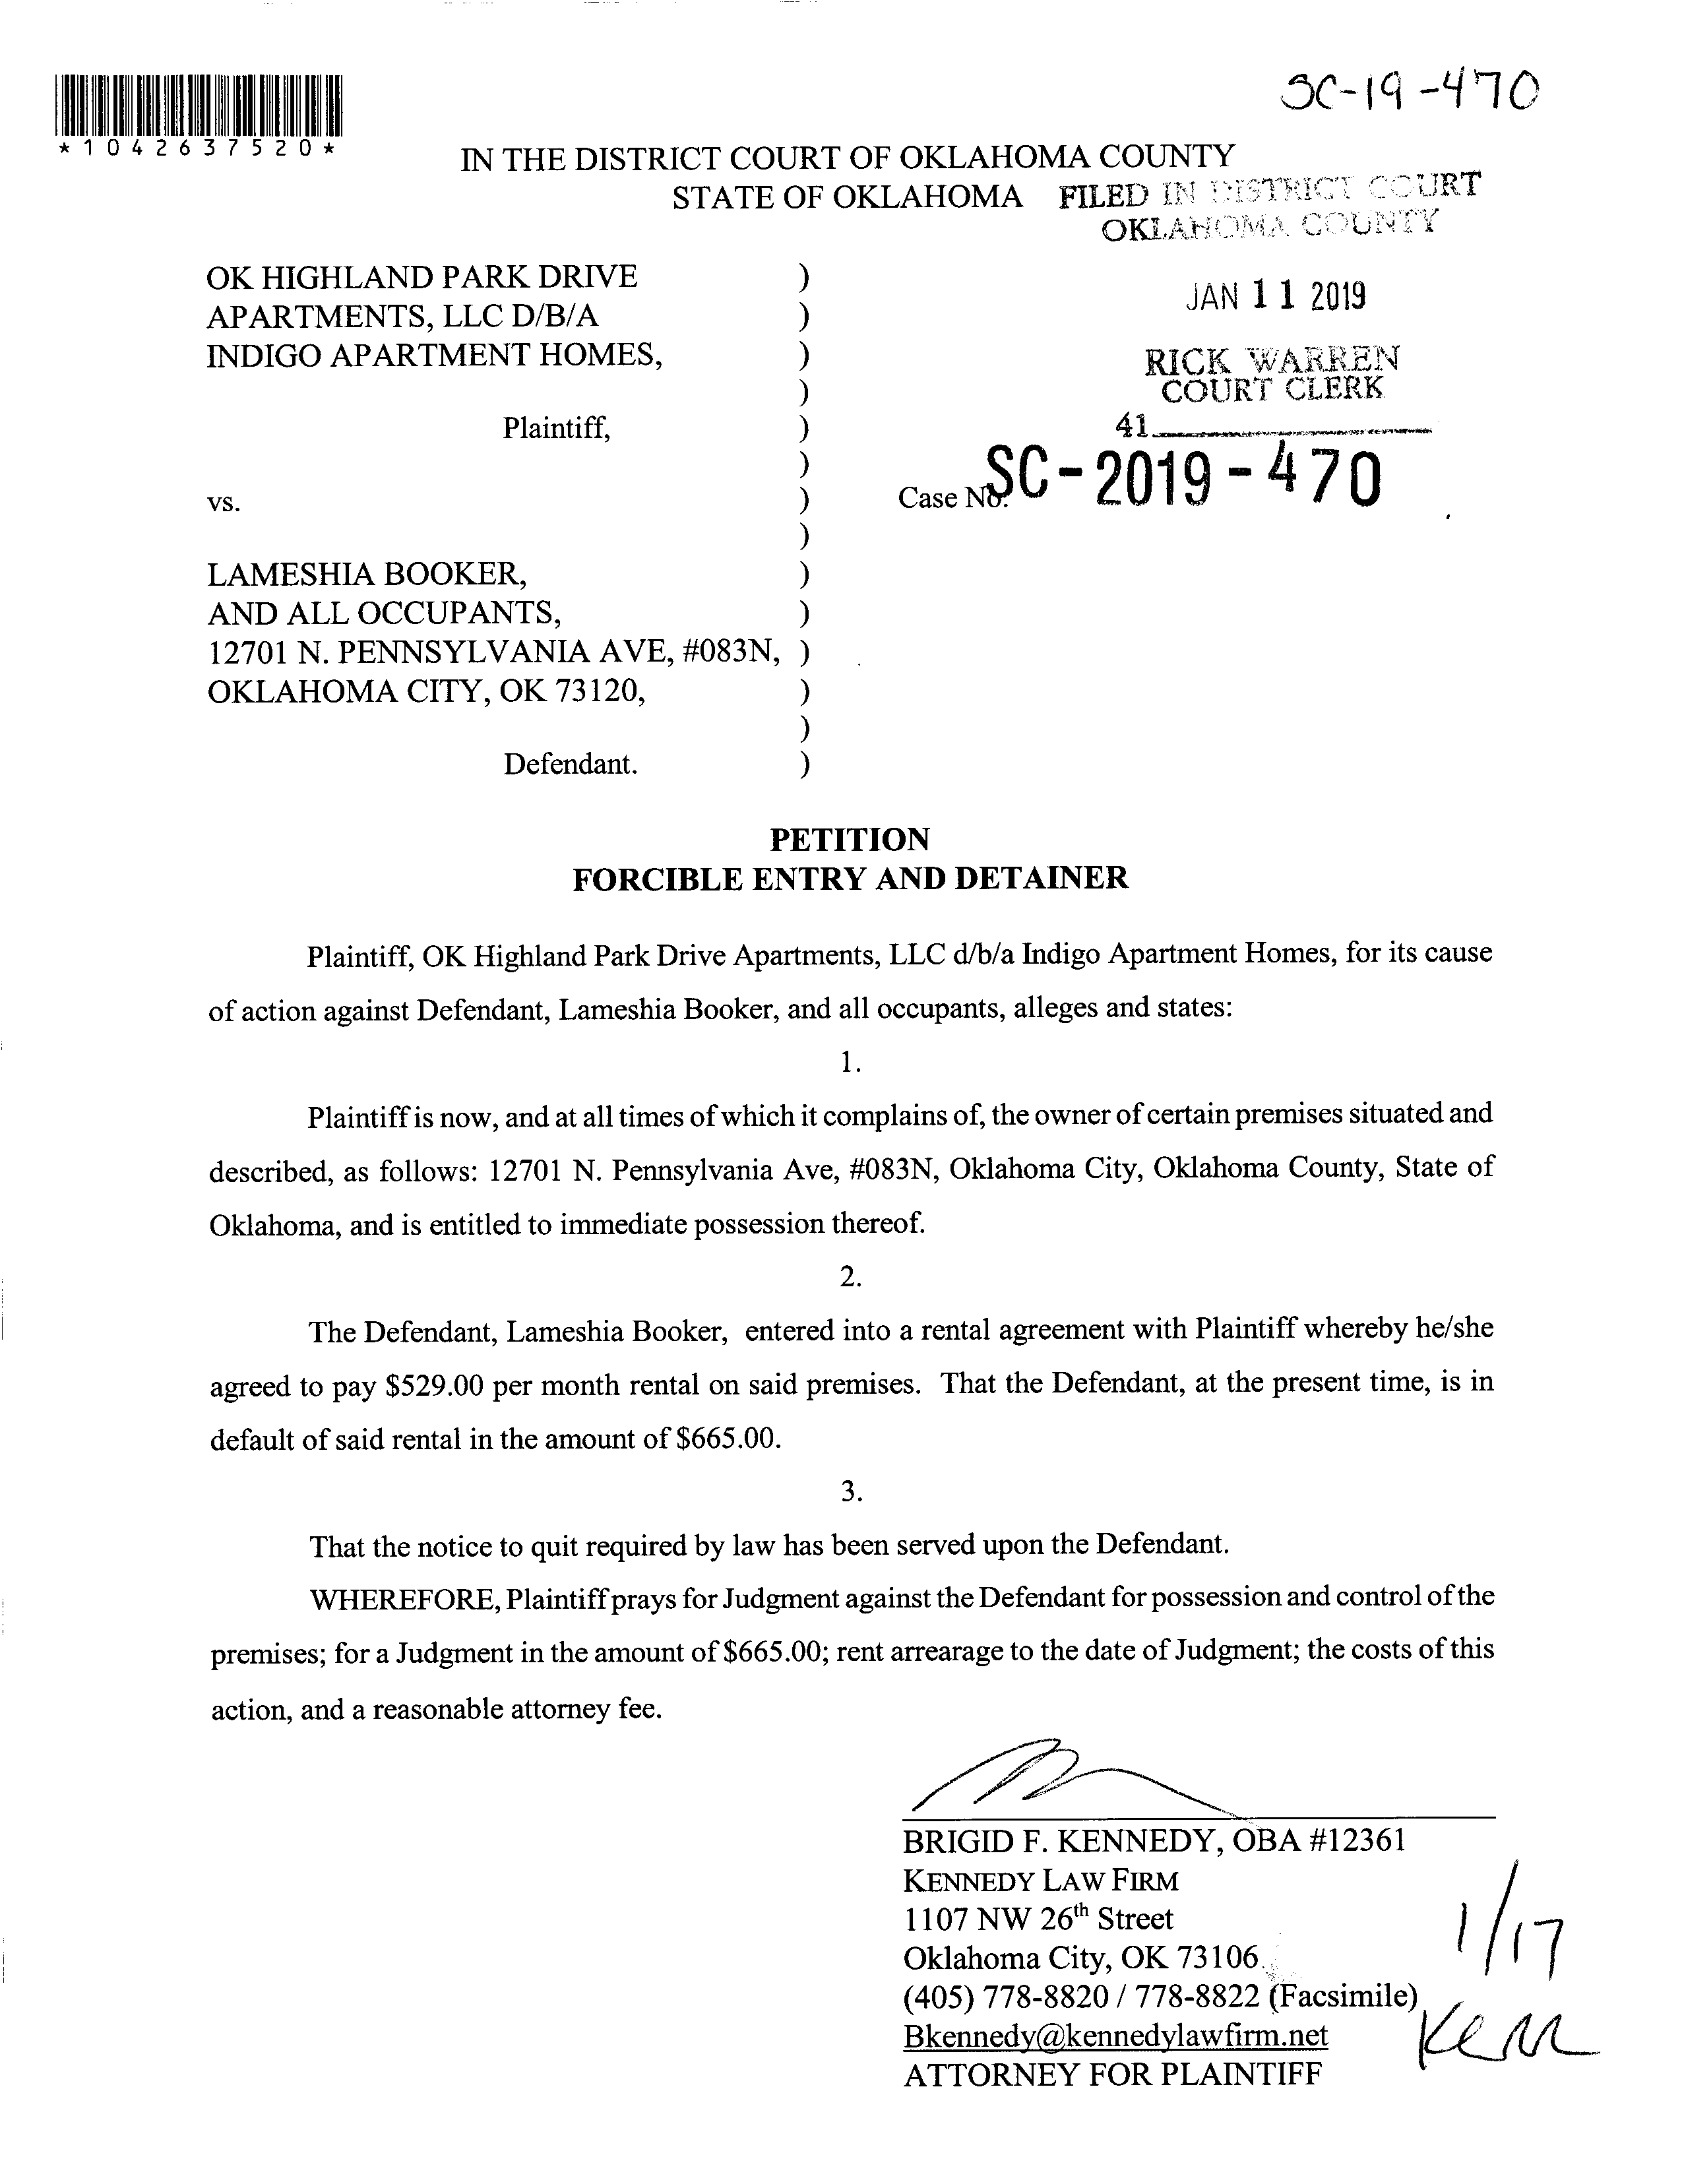 SC-19-470
*1042637520*
IN THE DISTRICT COURT OF OKLAHOMA COUNTY
STATE OF OKLAHOMA
FILED IN DISTRICT COURT
OKLAHOMA COUNTY
JAN 11 2019
RICK WARREN
COURT CLERK
41
OK HIGHLAND PARK DRIVE )
APARTMENTS, LLC D/B/A )
INDIGO APARTMENT HOMES, )
)
Plaintiff, )
)
vs. ) Case No. SC-2019-470
)
LAMESHIA BOOKER, )
AND ALL OCCUPANTS, )
12701 N. PENNSYLVANIA AVE, #083N, )
OKLAHOMA CITY, OK 73120, )
)
Defendant. )
PETITION
FORCIBLE ENTRY AND DETAINER
Plaintiff, OK Highland Park Drive Apartments, LLC d/b/a Indigo Apartment Homes, for its cause
of action against Defendant, Lameshia Booker, and all occupants, alleges and states:
1.
Plaintiff is now, and at all times of which it complains of, the owner of certain premises situated and
described, as follows: 12701 N. Pennsylvania Ave, #083N, Oklahoma City, Oklahoma County, State of
Oklahoma, and is entitled to immediate possession thereof.
2.
The Defendant, Lameshia Booker, entered into a rental agreement with Plaintiff whereby he/she
agreed to pay $529.00 per month rental on said premises. That the Defendant, at the present time, is in
default of said rental in the amount of $665.00.
3.
That the notice to quit required by law has been served upon the Defendant.
WHEREFORE, Plaintiff prays for Judgment against the Defendant for possession and control of the
premises; for a Judgment in the amount of $665.00; rent arrearage to the date of Judgment; the costs of this
action, and a reasonable attorney fee.
BRIGID F. KENNEDY, OBA #12361
KENNEDY LAW FIRM
1107 NW 26th Street
Oklahoma City, OK 73106
(405) 778-8820 / 778-8822 (Facsimile)
Bkennedy@kennedylawfirm.net
ATTORNEY FOR PLAINTIFF
1/17